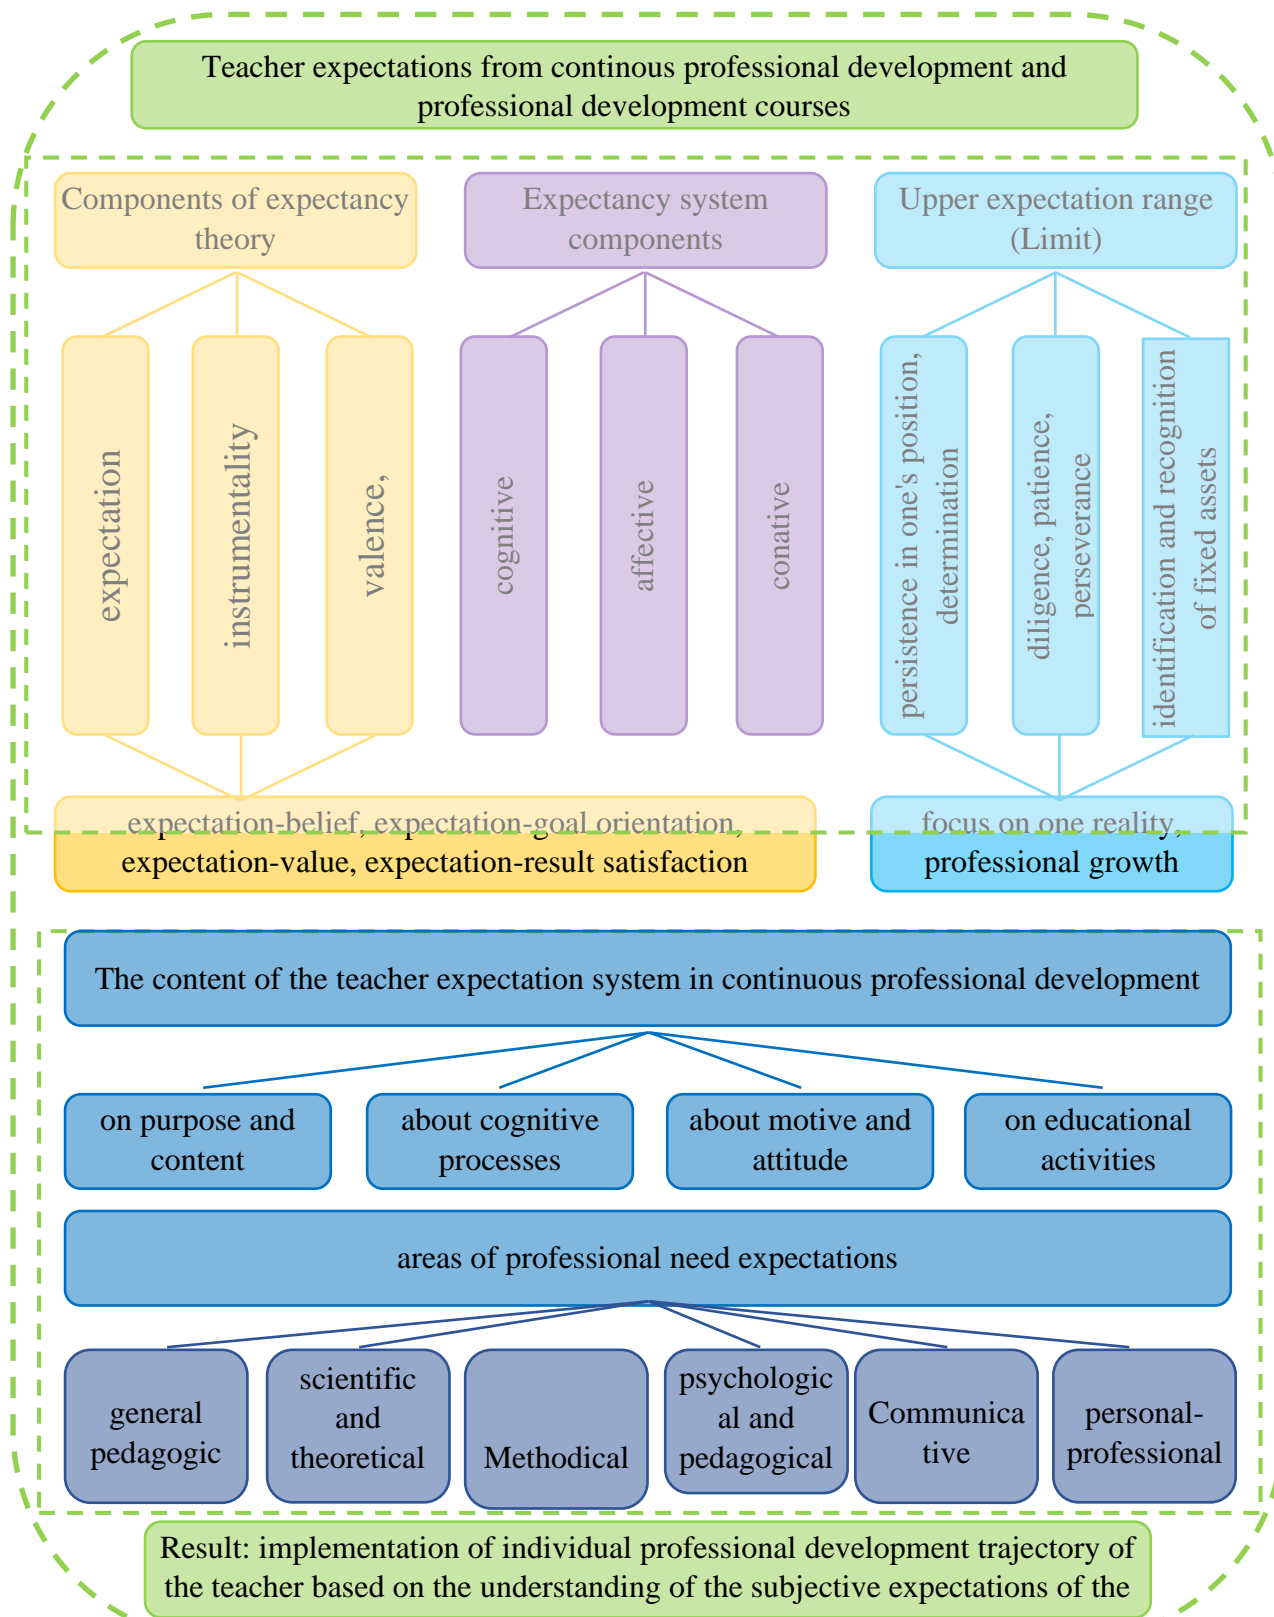 Teacher expectations from continous professional development and
professional development courses
Components of expectancy
theory
Expectancy system
components
Upper expectation range
(Limit)
expectation
instrumentality
valence,
cognitive
affective
conative
persistence in one's position,
determination
diligence, patience,
perseverance
identification and recognition
of fixed assets
expectation-belief, expectation-goal orientation,
expectation-value, expectation-result satisfaction
focus on one reality,
professional growth
The content of the teacher expectation system in continuous professional development
on purpose and
content
about cognitive
processes
about motive and
attitude
on educational
activities
areas of professional need expectations
general
pedagogic
scientific
and
theoretical
Methodical
psychologic
al and
pedagogical
Communica
tive
personal-
professional
Result: implementation of individual professional development trajectory of
the teacher based on the understanding of the subjective expectations of the